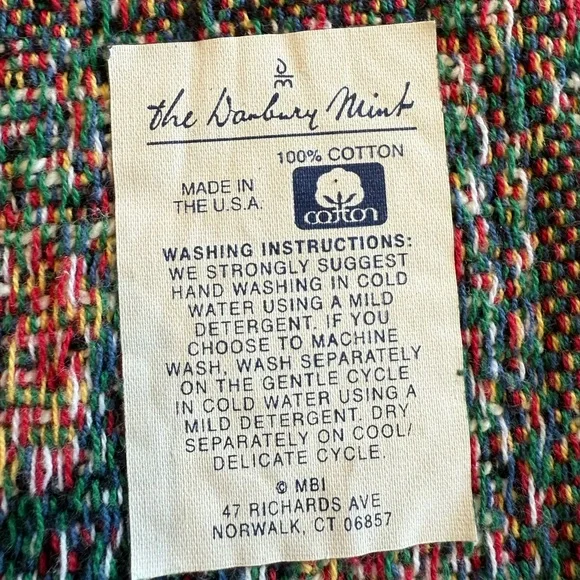 D
M
the Danbury Mint
100% COTTON
MADE IN
THE U.S.A.
cotton
WASHING INSTRUCTIONS:
WE STRONGLY SUGGEST
HAND WASHING IN COLD
WATER USING A MILD
DETERGENT. IF YOU
CHOOSE TO MACHINE
WASH, WASH SEPARATELY
ON THE GENTLE CYCLE
IN COLD WATER USING A
MILD DETERGENT. DRY
SEPARATELY ON COOL/
DELICATE CYCLE.
© MBI
47 RICHARDS AVE
NORWALK, CT 06857